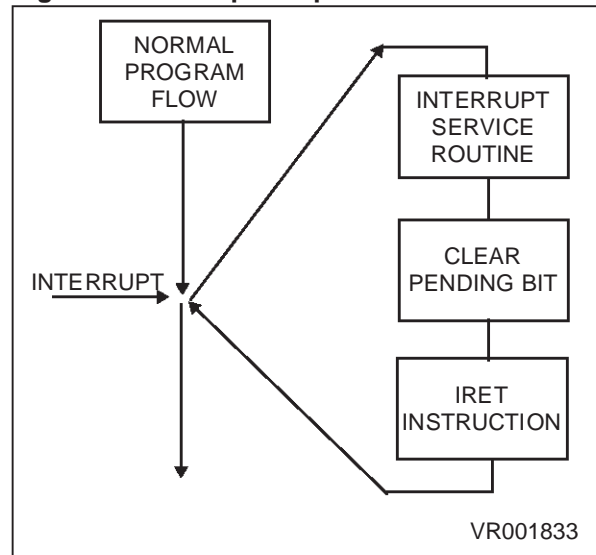 NORMAL
PROGRAM
FLOW
INTERRUPT
INTERRUPT
SERVICE
ROUTINE
CLEAR
PENDING BIT
IRET
INSTRUCTION
VR001833